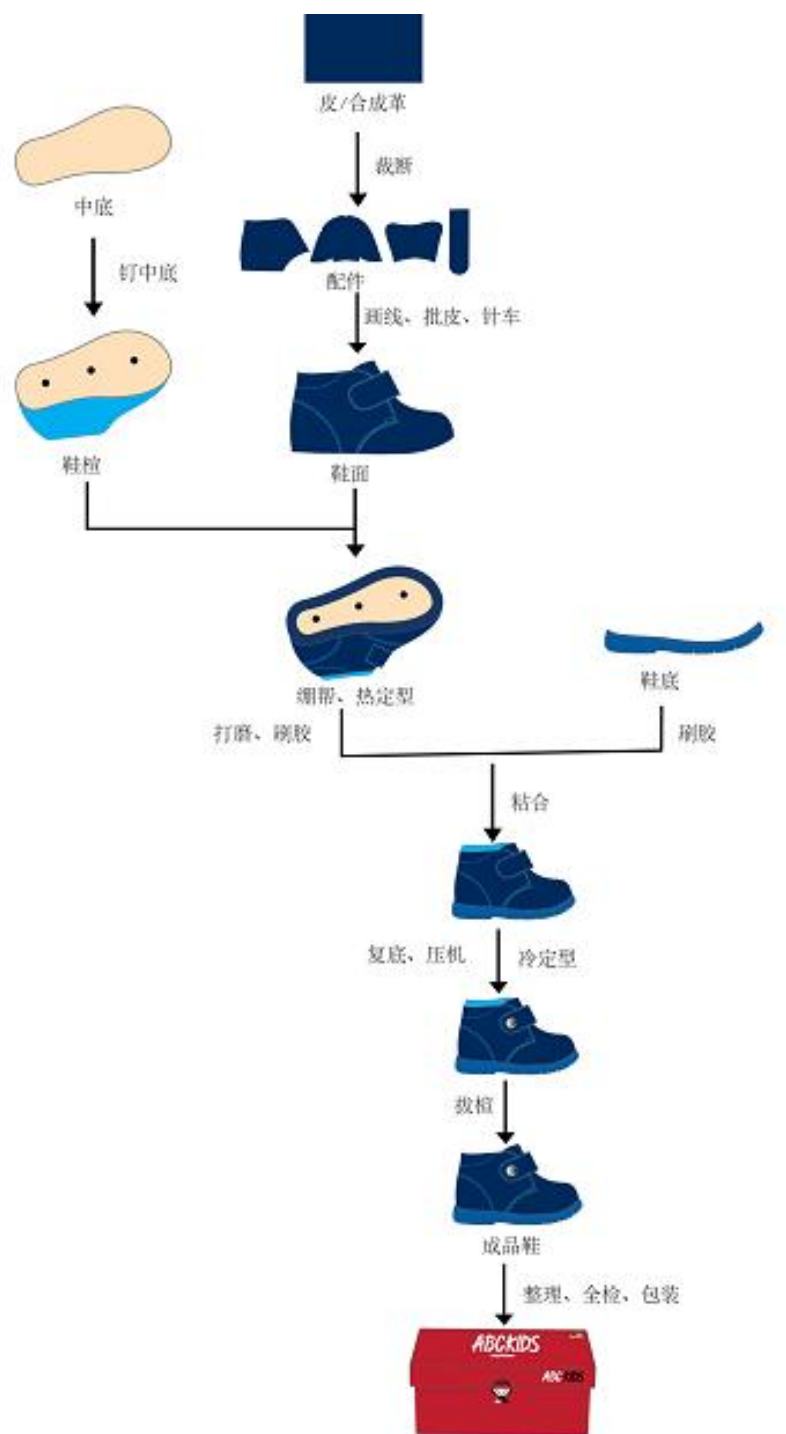 皮/合成革
裁断
中底
配件
钉中底
画线、批皮、针车
鞋楦
鞋面
绷帮、热定型
鞋底
打磨、刷胶
刷胶
粘合
复底、压机
冷定型
拔楦
成品鞋
整理、全检、包装
ABCKIDS
ABCKIDS